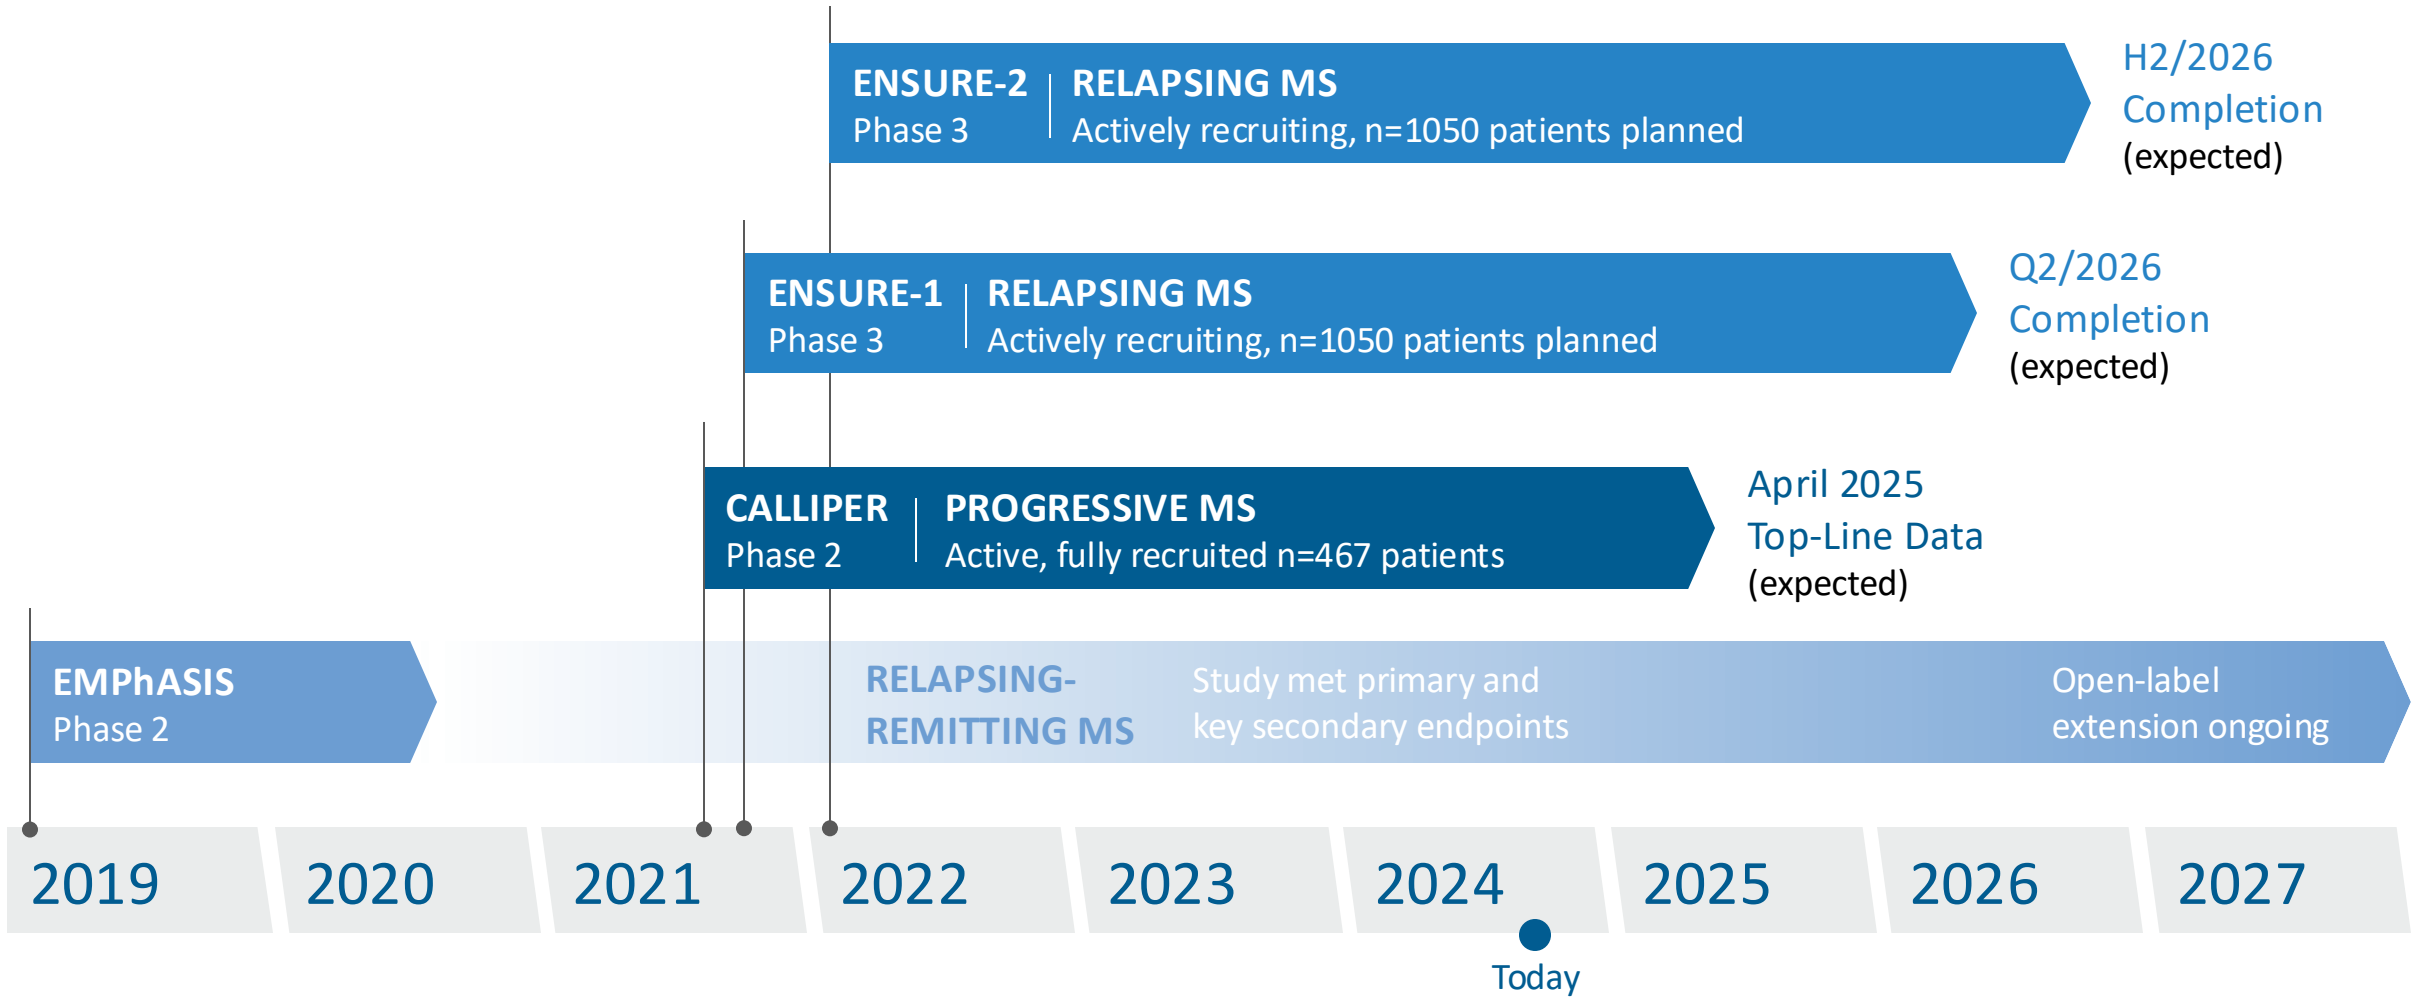 ENSURE-2
Phase 3
RELAPSING MS
Actively recruiting, n=1050 patients planned
H2/2026
Completion
(expected)
ENSURE-1
Phase 3
RELAPSING MS
Actively recruiting, n=1050 patients planned
Q2/2026
Completion
(expected)
CALLIPER
Phase 2
PROGRESSIVE MS
Active, fully recruited n=467 patients
April 2025
Top-Line Data
(expected)
EMPhASIS
Phase 2
RELAPSING-
REMITTING MS
Study met primary and
key secondary endpoints
Open-label
extension ongoing
2019
2020
2021
2022
2023
2024
2025
2026
2027
Today